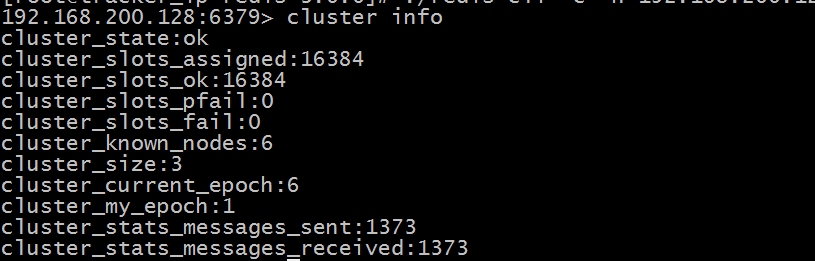 192.168.200.128:6379> cluster info
cluster_state:ok
cluster_slots_assigned:16384
cluster_slots_ok:16384
cluster_slots_pfail:0
cluster_slots_fail:0
cluster_known_nodes:6
cluster_size:3
cluster_current_epoch:6
cluster_my_epoch:1
cluster_stats_messages_sent:1373
cluster_stats_messages_received:1373